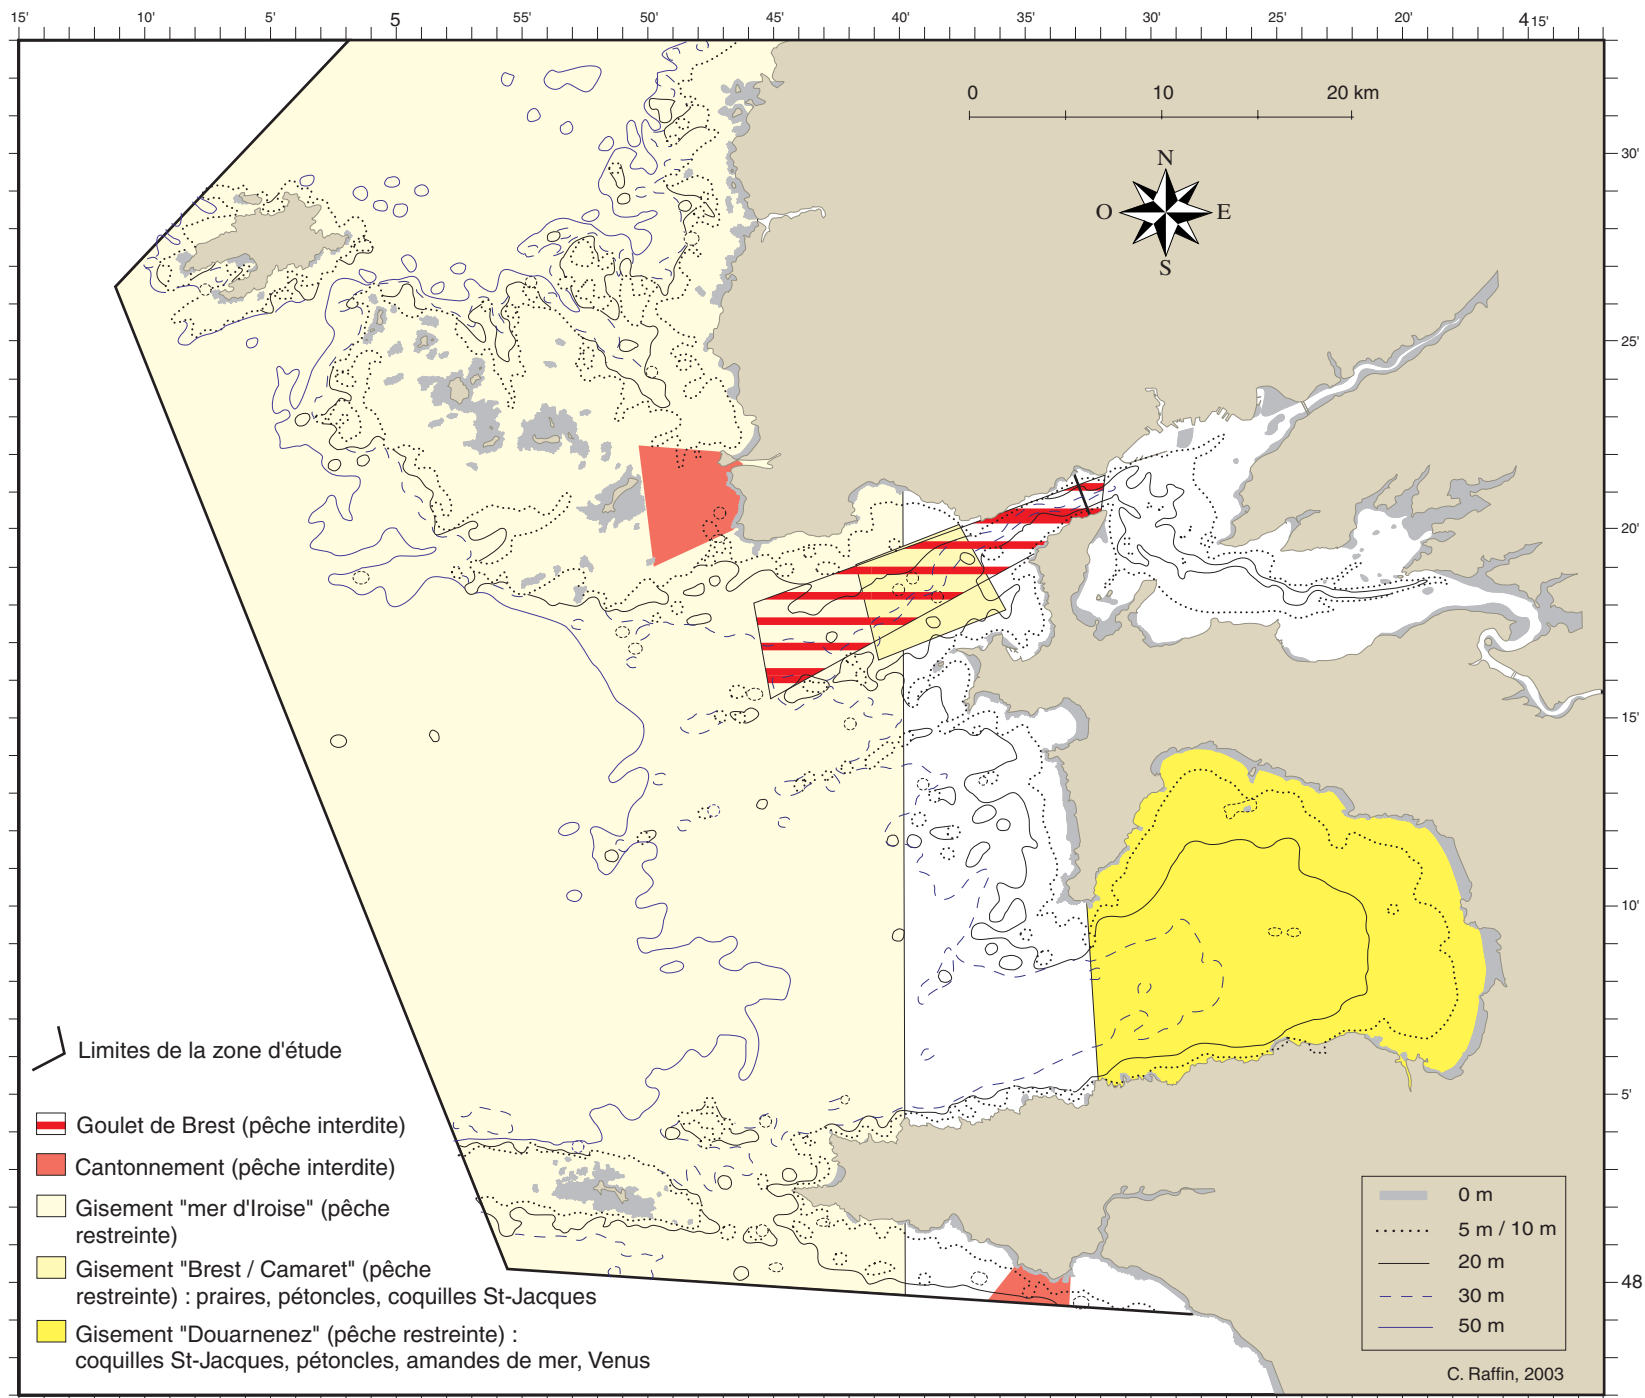 15' 10' 5' 5 55' 50' 45' 40' 35' 30' 25' 20' 4 15'
0 10 20 km
N
O E
S
30'
25'
20'
15'
10'
5'
48
Limites de la zone d'étude
Goulet de Brest (pêche interdite)
Cantonnement (pêche interdite)
Gisement "mer d'Iroise" (pêche
restreinte)
Gisement "Brest / Camaret" (pêche
restreinte) : praires, pétoncles, coquilles St-Jacques
Gisement "Douarnenez" (pêche restreinte) :
coquilles St-Jacques, pétoncles, amandes de mer, Venus
0 m
5 m / 10 m
20 m
30 m
50 m
C. Raffin, 2003